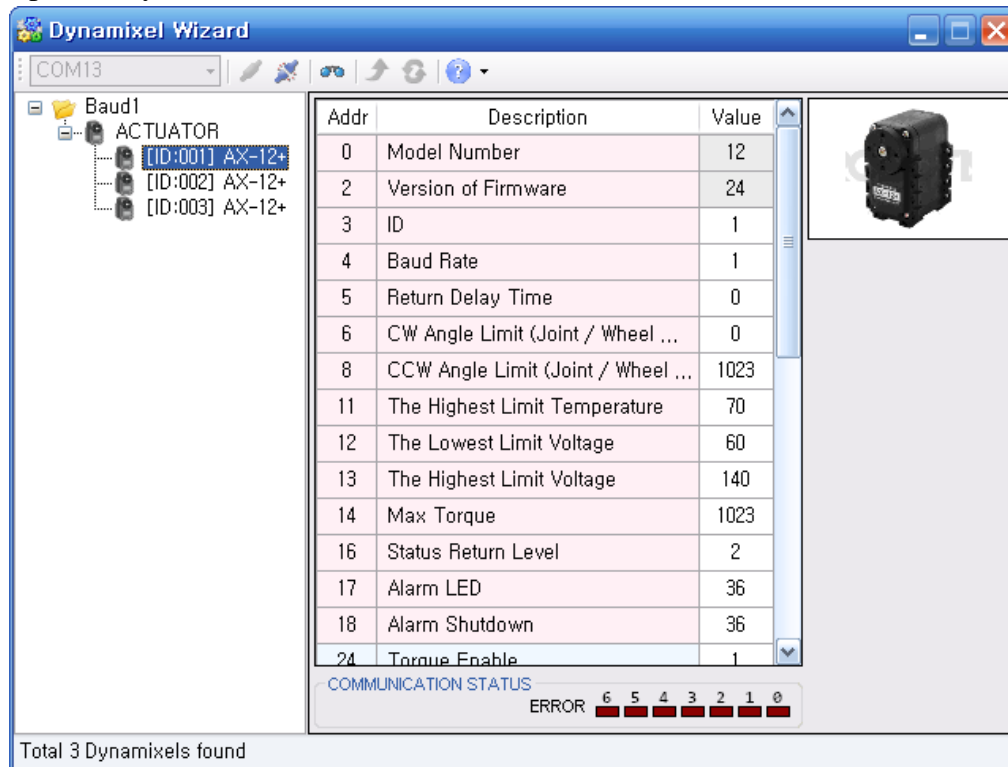 Dynamixel Wizard
COM13
Baud1
ACTUATOR
[ID:001] AX-12+
[ID:002] AX-12+
[ID:003] AX-12+
Addr Description Value
0 Model Number 12
2 Version of Firmware 24
3 ID 1
4 Baud Rate 1
5 Return Delay Time 0
6 CW Angle Limit (Joint / Wheel ... 0
8 CCW Angle Limit (Joint / Wheel ... 1023
11 The Highest Limit Temperature 70
12 The Lowest Limit Voltage 60
13 The Highest Limit Voltage 140
14 Max Torque 1023
16 Status Return Level 2
17 Alarm LED 36
18 Alarm Shutdown 36
24 Torque Enable 1
COMMUNICATION STATUS
ERROR 6 5 4 3 2 1 0
Total 3 Dynamixels found